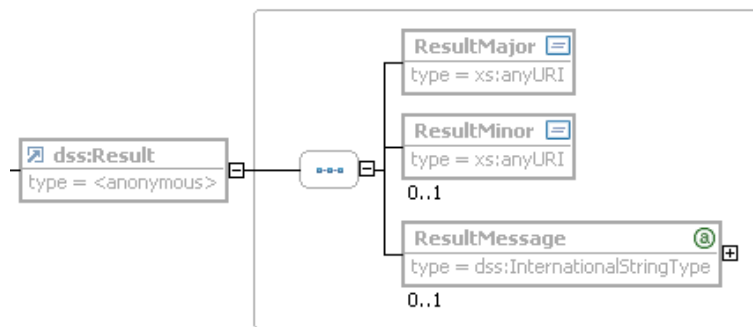 ResultMajor
type = xs:anyURI
ResultMinor
type = xs:anyURI
0..1
dss:Result
type = <anonymous>
ResultMessage
type = dss:InternationalStringType
0..1